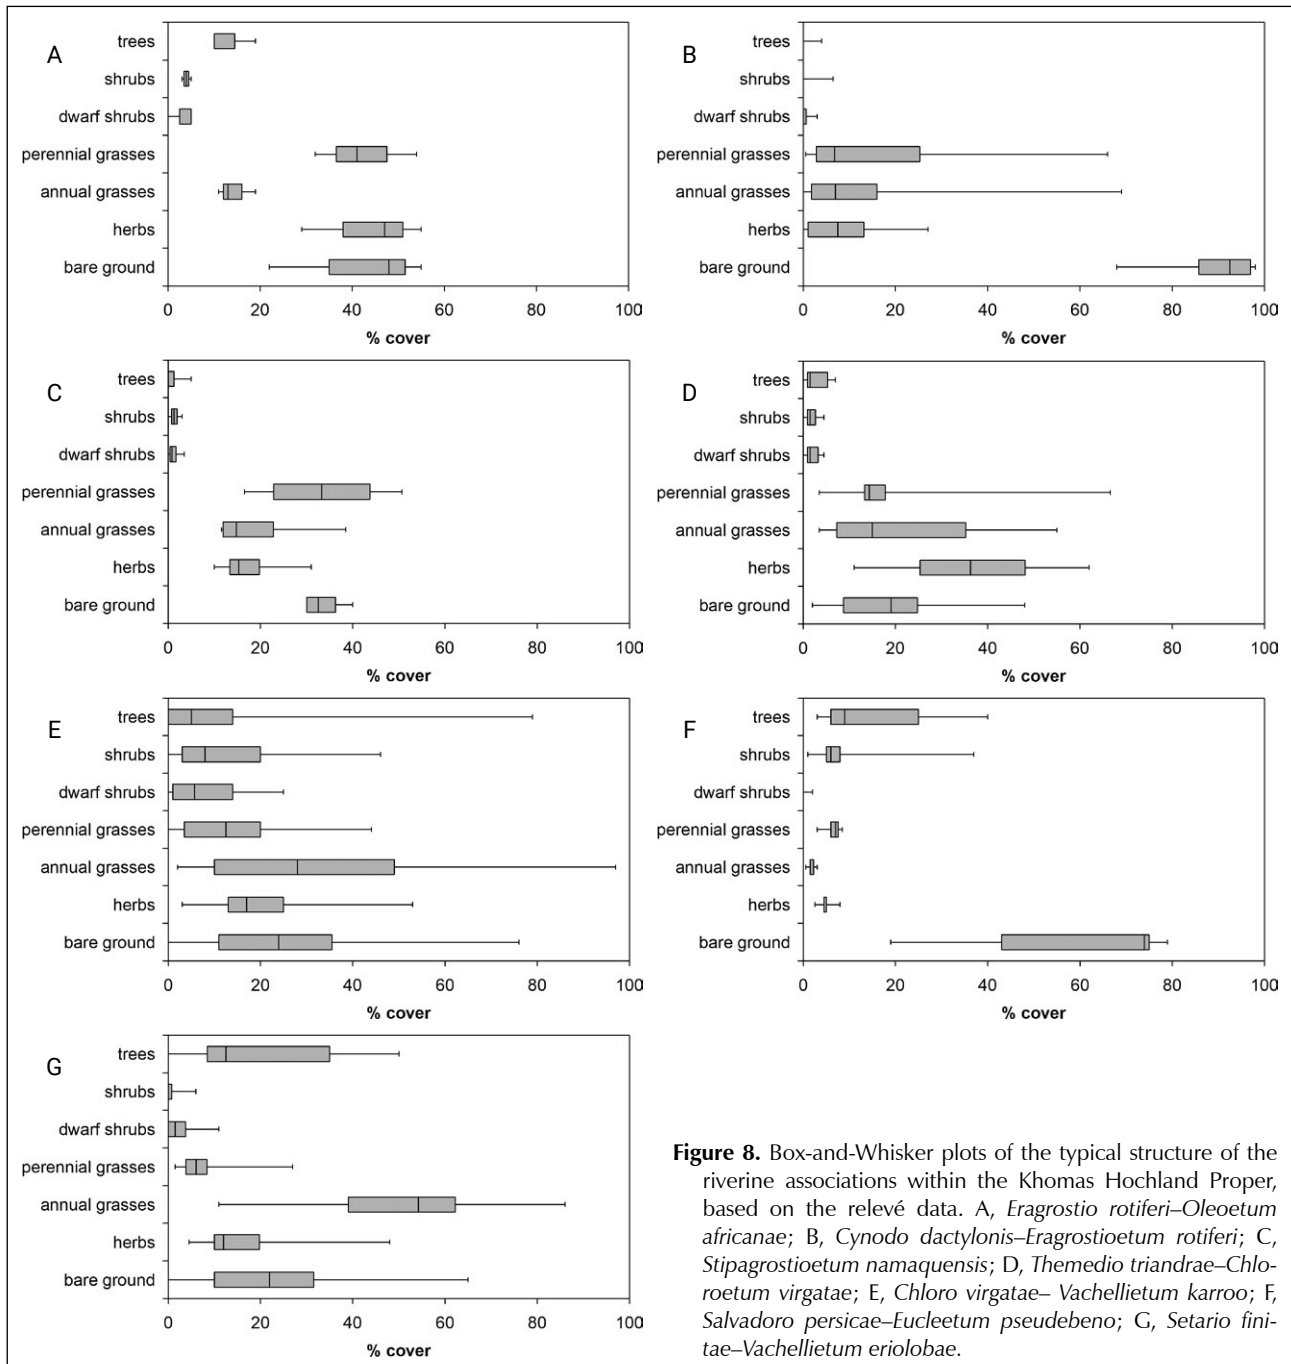 A
trees
shrubs
dwarf shrubs
perennial grasses
annual grasses
herbs
bare ground
0 20 40 60 80 100
% cover
B
trees
shrubs
dwarf shrubs
perennial grasses
annual grasses
herbs
bare ground
0 20 40 60 80 100
% cover
C
trees
shrubs
dwarf shrubs
perennial grasses
annual grasses
herbs
bare ground
0 20 40 60 80 100
% cover
D
trees
shrubs
dwarf shrubs
perennial grasses
annual grasses
herbs
bare ground
0 20 40 60 80 100
% cover
E
trees
shrubs
dwarf shrubs
perennial grasses
annual grasses
herbs
bare ground
0 20 40 60 80 100
% cover
F
trees
shrubs
dwarf shrubs
perennial grasses
annual grasses
herbs
bare ground
0 20 40 60 80 100
% cover
G
trees
shrubs
dwarf shrubs
perennial grasses
annual grasses
herbs
bare ground
0 20 40 60 80 100
% cover
Figure 8. Box-and-Whisker plots of the typical structure of the
riverine associations within the Khomas Hochland Proper,
based on the relevé data. A, Eragrostio rotiferi–Oleoetum
africanae; B, Cynodo dactylonis–Eragrostioetum rotiferi; C,
Stipagrostioetum namaquensis; D, Themedio triandrae–Chlo-
roetum virgatae; E, Chloro virgatae– Vachellietum karroo; F,
Salvadoro persicae–Eucleetum pseudebeno; G, Setario fini-
tae–Vachellietum eriolobae.